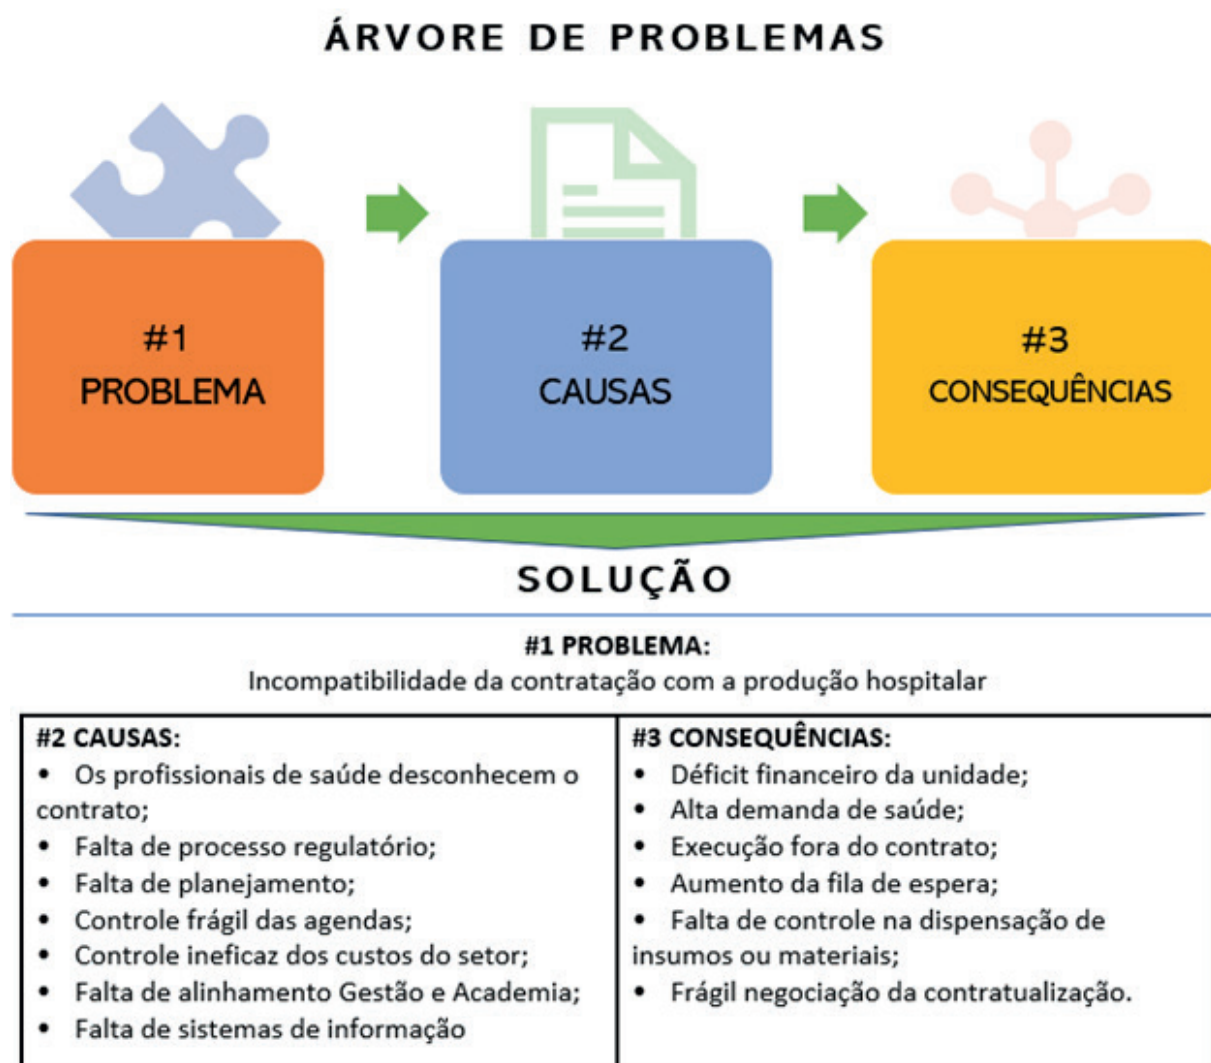 ÁRVORE DE PROBLEMAS
#1
PROBLEMA
#2
CAUSAS
#3
CONSEQUÊNCIAS
SOLUÇÃO
#1 PROBLEMA:
Incompatibilidade da contratação com a produção hospitalar
#2 CAUSAS:
• Os profissionais de saúde desconhecem o
contrato;
• Falta de processo regulatório;
• Falta de planejamento;
• Controle frágil das agendas;
• Controle ineficaz dos custos do setor;
• Falta de alinhamento Gestão e Academia;
• Falta de sistemas de informação
#3 CONSEQUÊNCIAS:
• Déficit financeiro da unidade;
• Alta demanda de saúde;
• Execução fora do contrato;
• Aumento da fila de espera;
• Falta de controle na dispensação de
insumos ou materiais;
• Frágil negociação da contratualização.